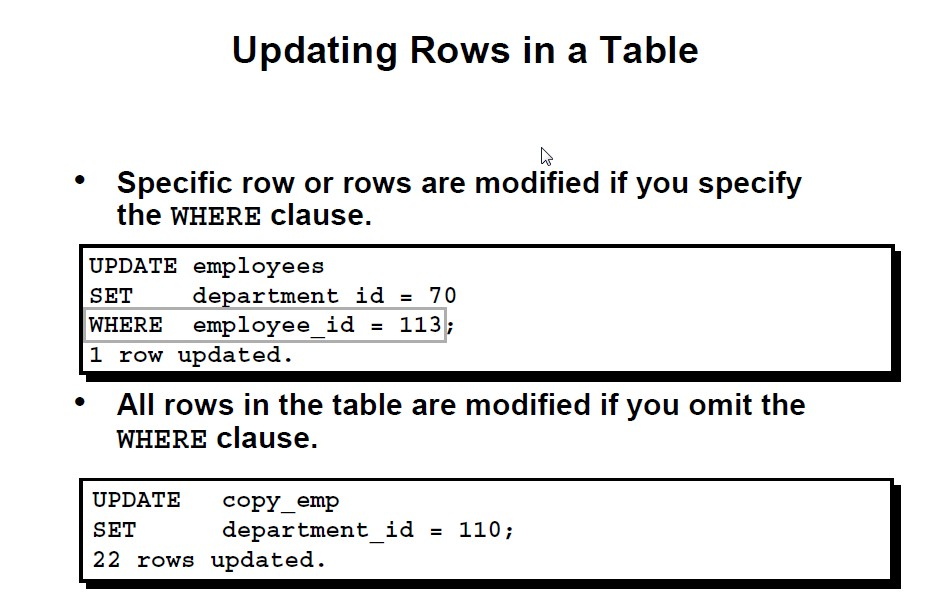 Updating Rows in a Table
• Specific row or rows are modified if you specify
the WHERE clause.
UPDATE employees
SET    department_id = 70
WHERE  employee_id = 113;
1 row updated.
• All rows in the table are modified if you omit the
WHERE clause.
UPDATE   copy_emp
SET      department_id = 110;
22 rows updated.